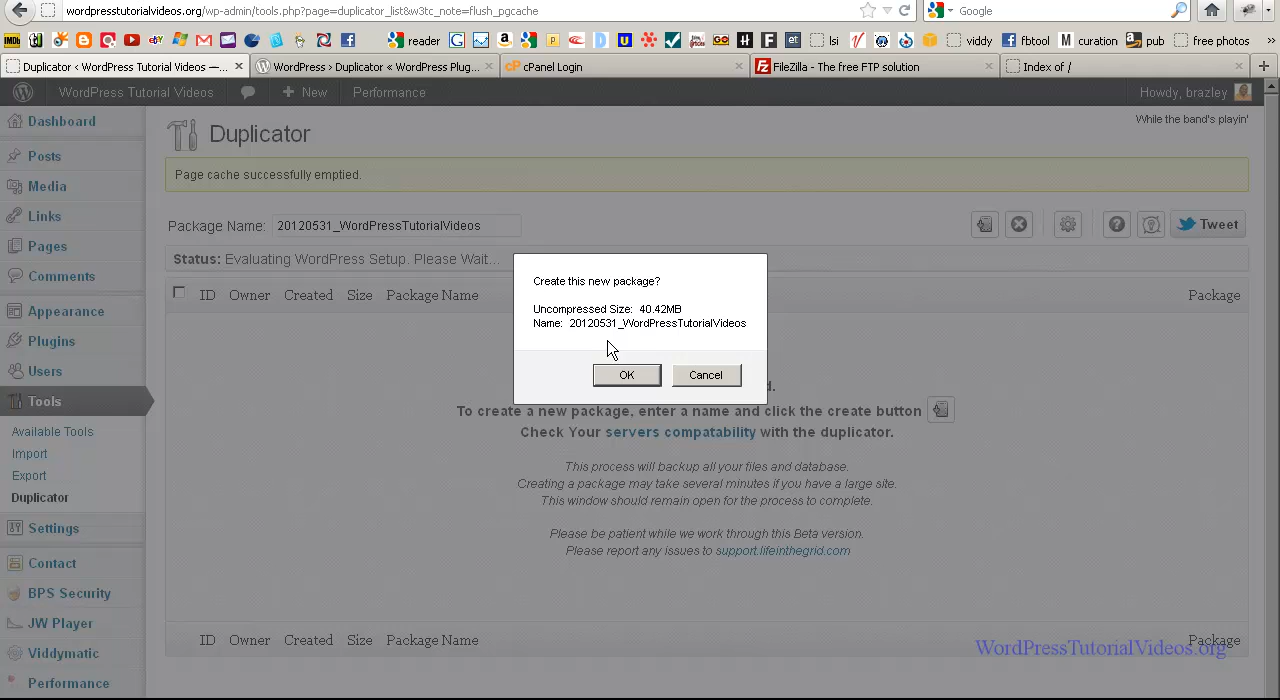 wordpresstutorialvideos.org/wp-admin/tools.php?page=duplicator_list&w3tc_note=flush_pgcache
Google
reader
lsi
viddy
fbtool
curation
pub
free photos
Duplicator ‹ WordPress Tutorial Videos —...
WordPress › Duplicator « WordPress Plug...
cPanel Login
FileZilla - The free FTP solution
Index of /
WordPress Tutorial Videos
New
Performance
Howdy, brazley
Dashboard
Posts
Media
Links
Pages
Comments
Appearance
Plugins
Users
Tools
Available Tools
Import
Export
Duplicator
Settings
Contact
BPS Security
JW Player
Viddymatic
Performance
While the band's playin'
Duplicator
Page cache successfully emptied.
Package Name: 20120531_WordPressTutorialVideos
Tweet
Status: Evaluating WordPress Setup. Please Wait...
ID Owner Created Size Package Name Package
Create this new package?
Uncompressed Size: 40.42MB
Name: 20120531_WordPressTutorialVideos
OK Cancel
To create a new package, enter a name and click the create button
Check Your servers compatability with the duplicator.
This process will backup all your files and database.
Creating a package may take several minutes if you have a large site.
This window should remain open for the process to complete.
Please be patient while we work through this Beta version.
Please report any issues to support.lifeinthegrid.com
ID Owner Created Size Package Name Package
WordPressTutorialVideos.org